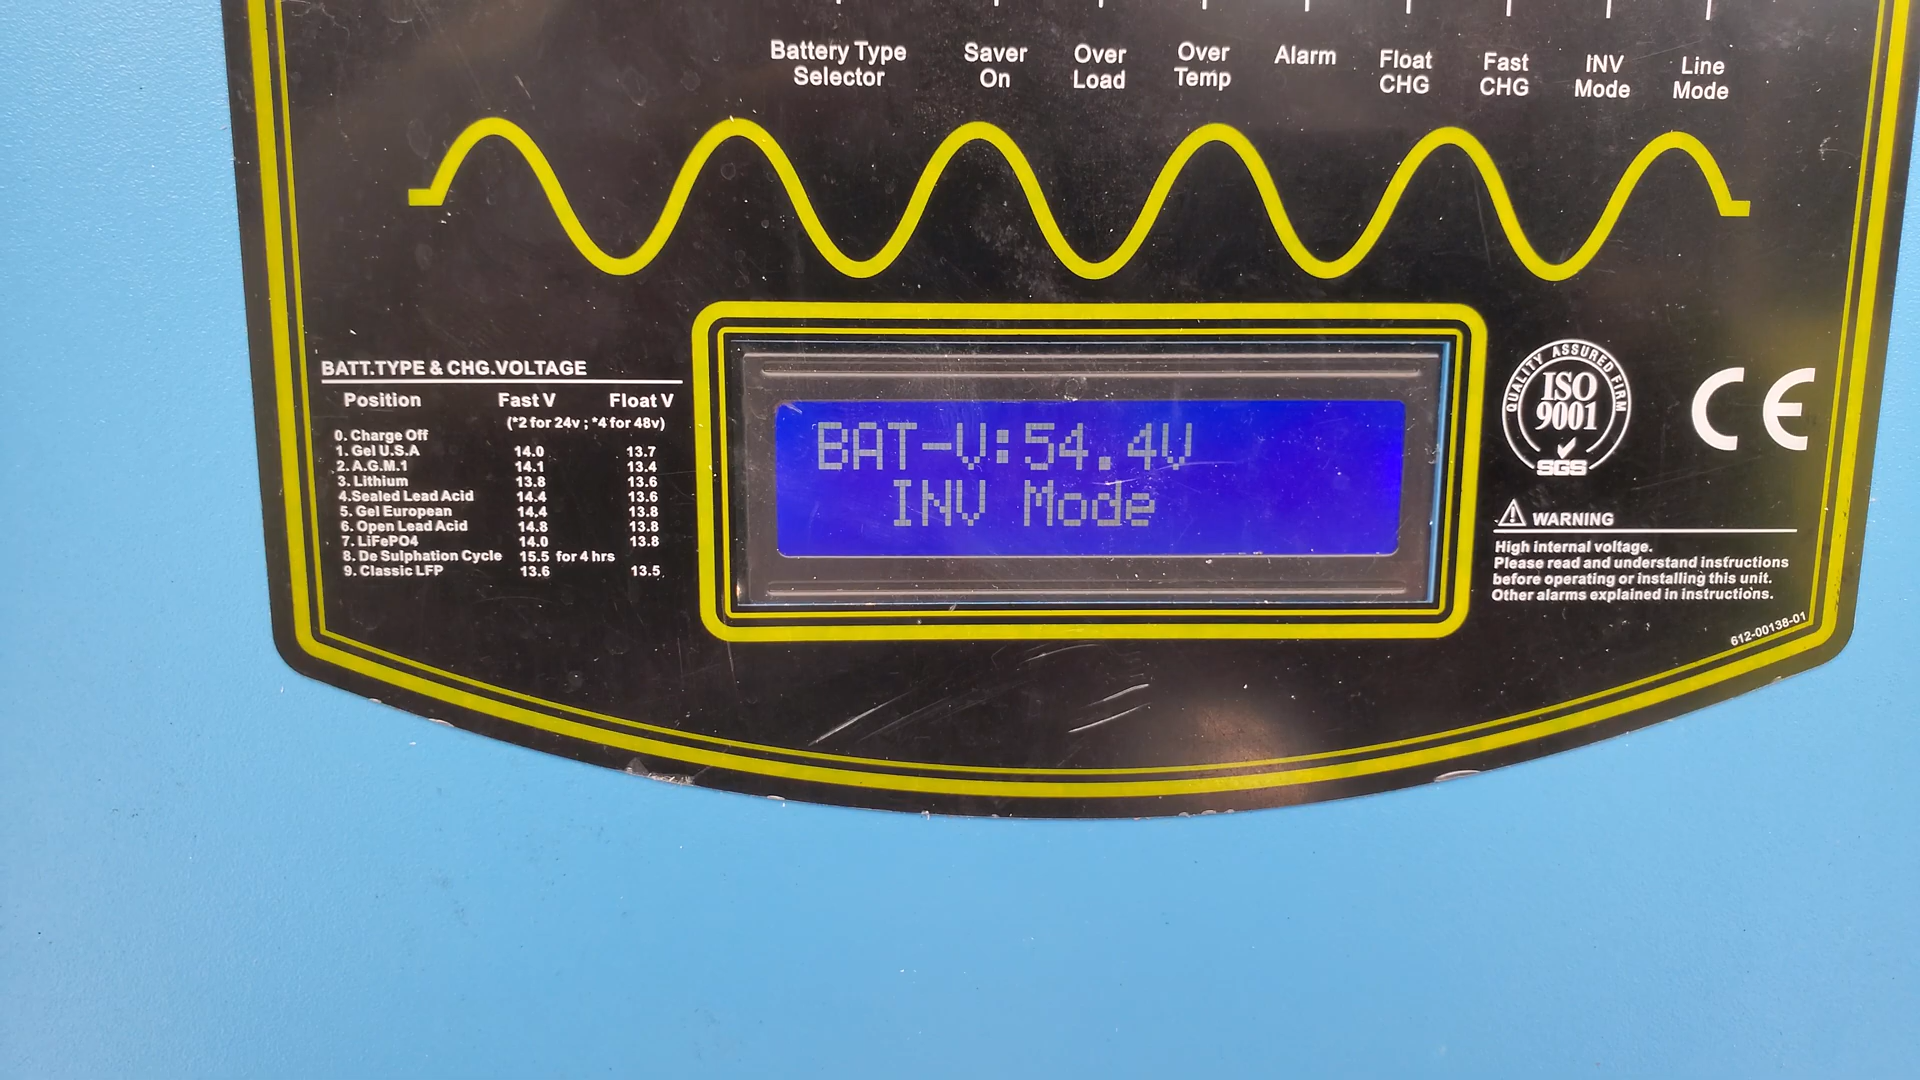 Battery Type Selector
Saver On
Over Load
Over Temp
Alarm
Float CHG
Fast CHG
INV Mode
Line Mode
BATT.TYPE & CHG.VOLTAGE
Position Fast V Float V
(*2 for 24v ; *4 for 48v)
0. Charge Off
1. Gel U.S.A 14.0 13.7
2. A.G.M.1 14.1 13.4
3. Lithium 13.8 13.6
4.Sealed Lead Acid 14.4 13.6
5. Gel European 14.4 13.8
6. Open Lead Acid 14.8 13.8
7. LiFePO4 14.0 13.8
8. De Sulphation Cycle 15.5 for 4 hrs
9. Classic LFP 13.6 13.5
BAT-V:54.4V
INV Mode
QUALITY ASSURED FIRM
ISO
9001
SGS
CE
WARNING
High internal voltage.
Please read and understand instructions
before operating or installing this unit.
Other alarms explained in instructions.
612-00138-01